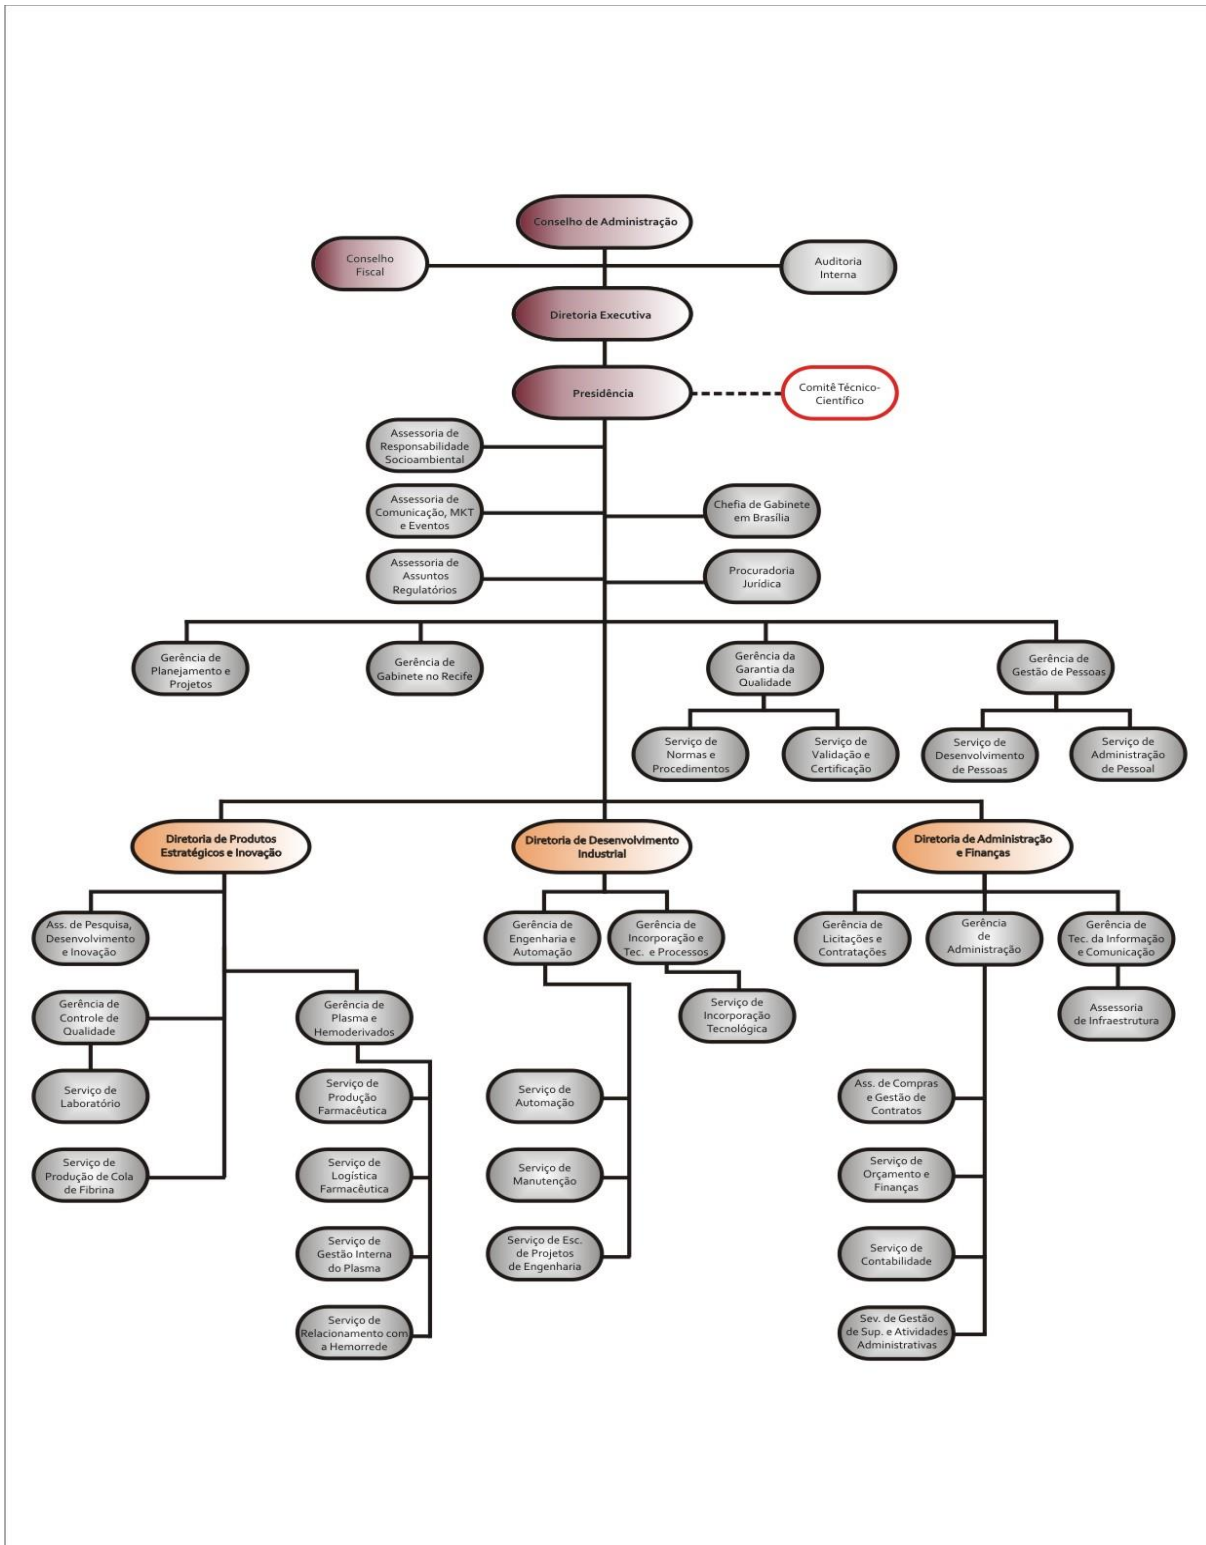 Conselho de Administração
Conselho
Fiscal
Auditoria
Interna
Diretoria Executiva
Presidência
Comitê Técnico-
Científico
Assessoria de
Responsabilidade
Socioambiental
Assessoria de
Comunicação, MKT
e Eventos
Chefia de Gabinete
em Brasília
Assessoria de
Assuntos
Regulatórios
Procuradoria
Jurídica
Gerência de
Planejamento e
Projetos
Gerência de
Gabinete no Recife
Gerência da
Garantia da
Qualidade
Gerência de
Gestão de Pessoas
Serviço de
Normas e
Procedimentos
Serviço de
Validação e
Certificação
Serviço de
Desenvolvimento
de Pessoas
Serviço de
Administração
de Pessoal
Diretoria de Produtos
Estratégicos e Inovação
Diretoria de Desenvolvimento
Industrial
Diretoria de Administração
e Finanças
Ass. de Pesquisa,
Desenvolvimento
e Inovação
Gerência de
Engenharia e
Automação
Gerência de
Incorporação e
Tec. e Processos
Gerência de
Licitações e
Contratações
Gerência
de
Administração
Gerência de
Tec. da Informação
e Comunicação
Gerência de
Controle de
Qualidade
Gerência de
Plasma e
Hemoderivados
Serviço de
Incorporação
Tecnológica
Assessoria
de Infraestrutura
Serviço de
Laboratório
Serviço de
Produção
Farmacêutica
Serviço de
Automação
Ass. de Compras
e Gestão de
Contratos
Serviço de
Produção de Cola
de Fibrina
Serviço de
Logística
Farmacêutica
Serviço de
Manutenção
Serviço de
Orçamento e
Finanças
Serviço de
Gestão Interna
do Plasma
Serviço de Esc.
de Projetos
de Engenharia
Serviço de
Contabilidade
Serviço de
Relacionamento com
a Hemorrede
Sev. de Gestão
de Sup. e Atividades
Administrativas